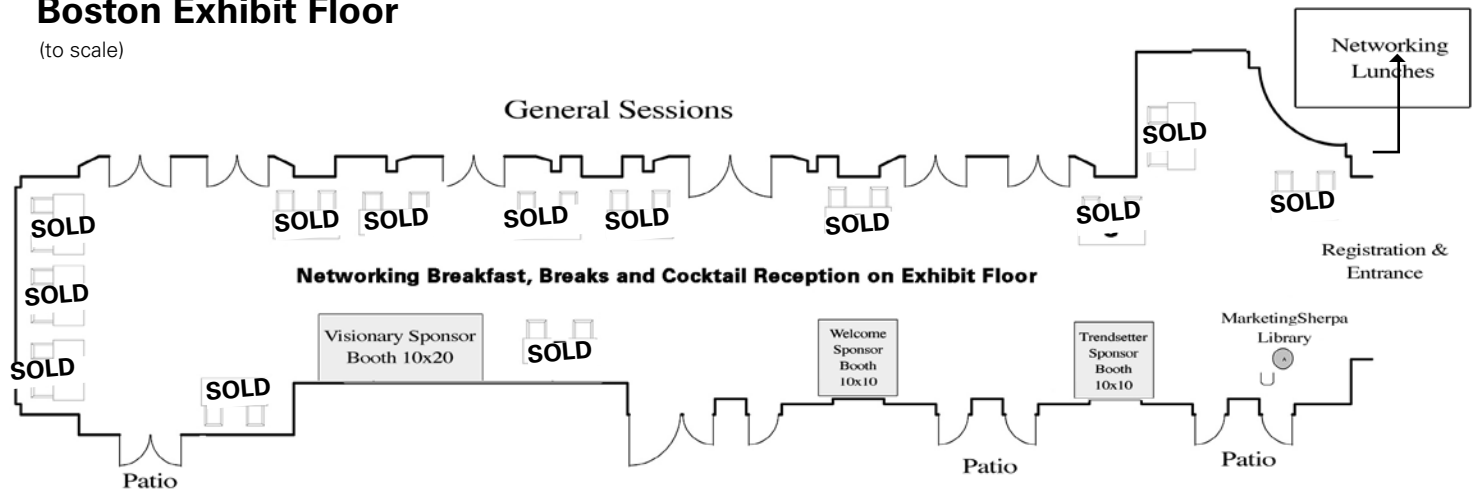 Boston Exhibit Floor
(to scale)
Networking
Lunches
General Sessions
SOLD
SOLD
SOLD
SOLD
SOLD
SOLD
SOLD
SOLD
SOLD
Registration &
Entrance
Networking Breakfast, Breaks and Cocktail Reception on Exhibit Floor
SOLD
SOLD
Visionary Sponsor
Booth 10x20
SOLD
Welcome
Sponsor
Booth
10x10
Trendsetter
Sponsor
Booth
10x10
MarketingSherpa
Library
SOLD
Patio
Patio
Patio